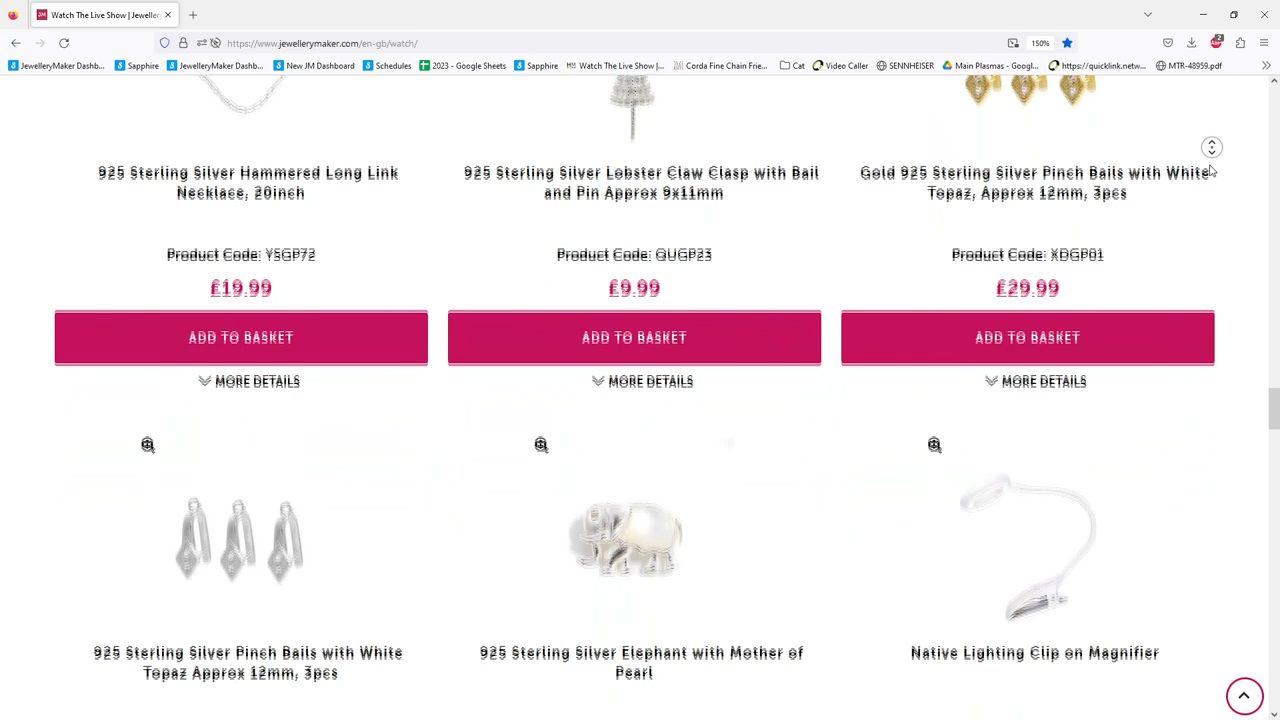 Watch The Live Show | Jeweller
https://www.jewellerymaker.com/en-gb/watch/
150%
2
JewelleryMaker Dashb...
Sapphire
JewelleryMaker Dashb...
New JM Dashboard
Schedules
2023 - Google Sheets
Sapphire
Watch The Live Show...
Corda Fine Chain Frie...
Cat
Video Caller
SENNHEISER
Main Plasmas - Googl...
https://quicklink.netw...
MTR-48959.pdf
925 Sterling Silver Hammered Long Link
Necklace, 20inch
925 Sterling Silver Lobster Claw Clasp with Bail
and Pin Approx 9x11mm
Gold 925 Sterling Silver Pinch Bails with White
Topaz, Approx 12mm, 3pcs
Product Code: YSGP72
Product Code: QUGP23
Product Code: XDGP01
£19.99
£9.99
£29.99
ADD TO BASKET
ADD TO BASKET
ADD TO BASKET
MORE DETAILS
MORE DETAILS
MORE DETAILS
925 Sterling Silver Pinch Bails with White
Topaz Approx 12mm, 3pcs
925 Sterling Silver Elephant with Mother of
Pearl
Native Lighting Clip on Magnifier